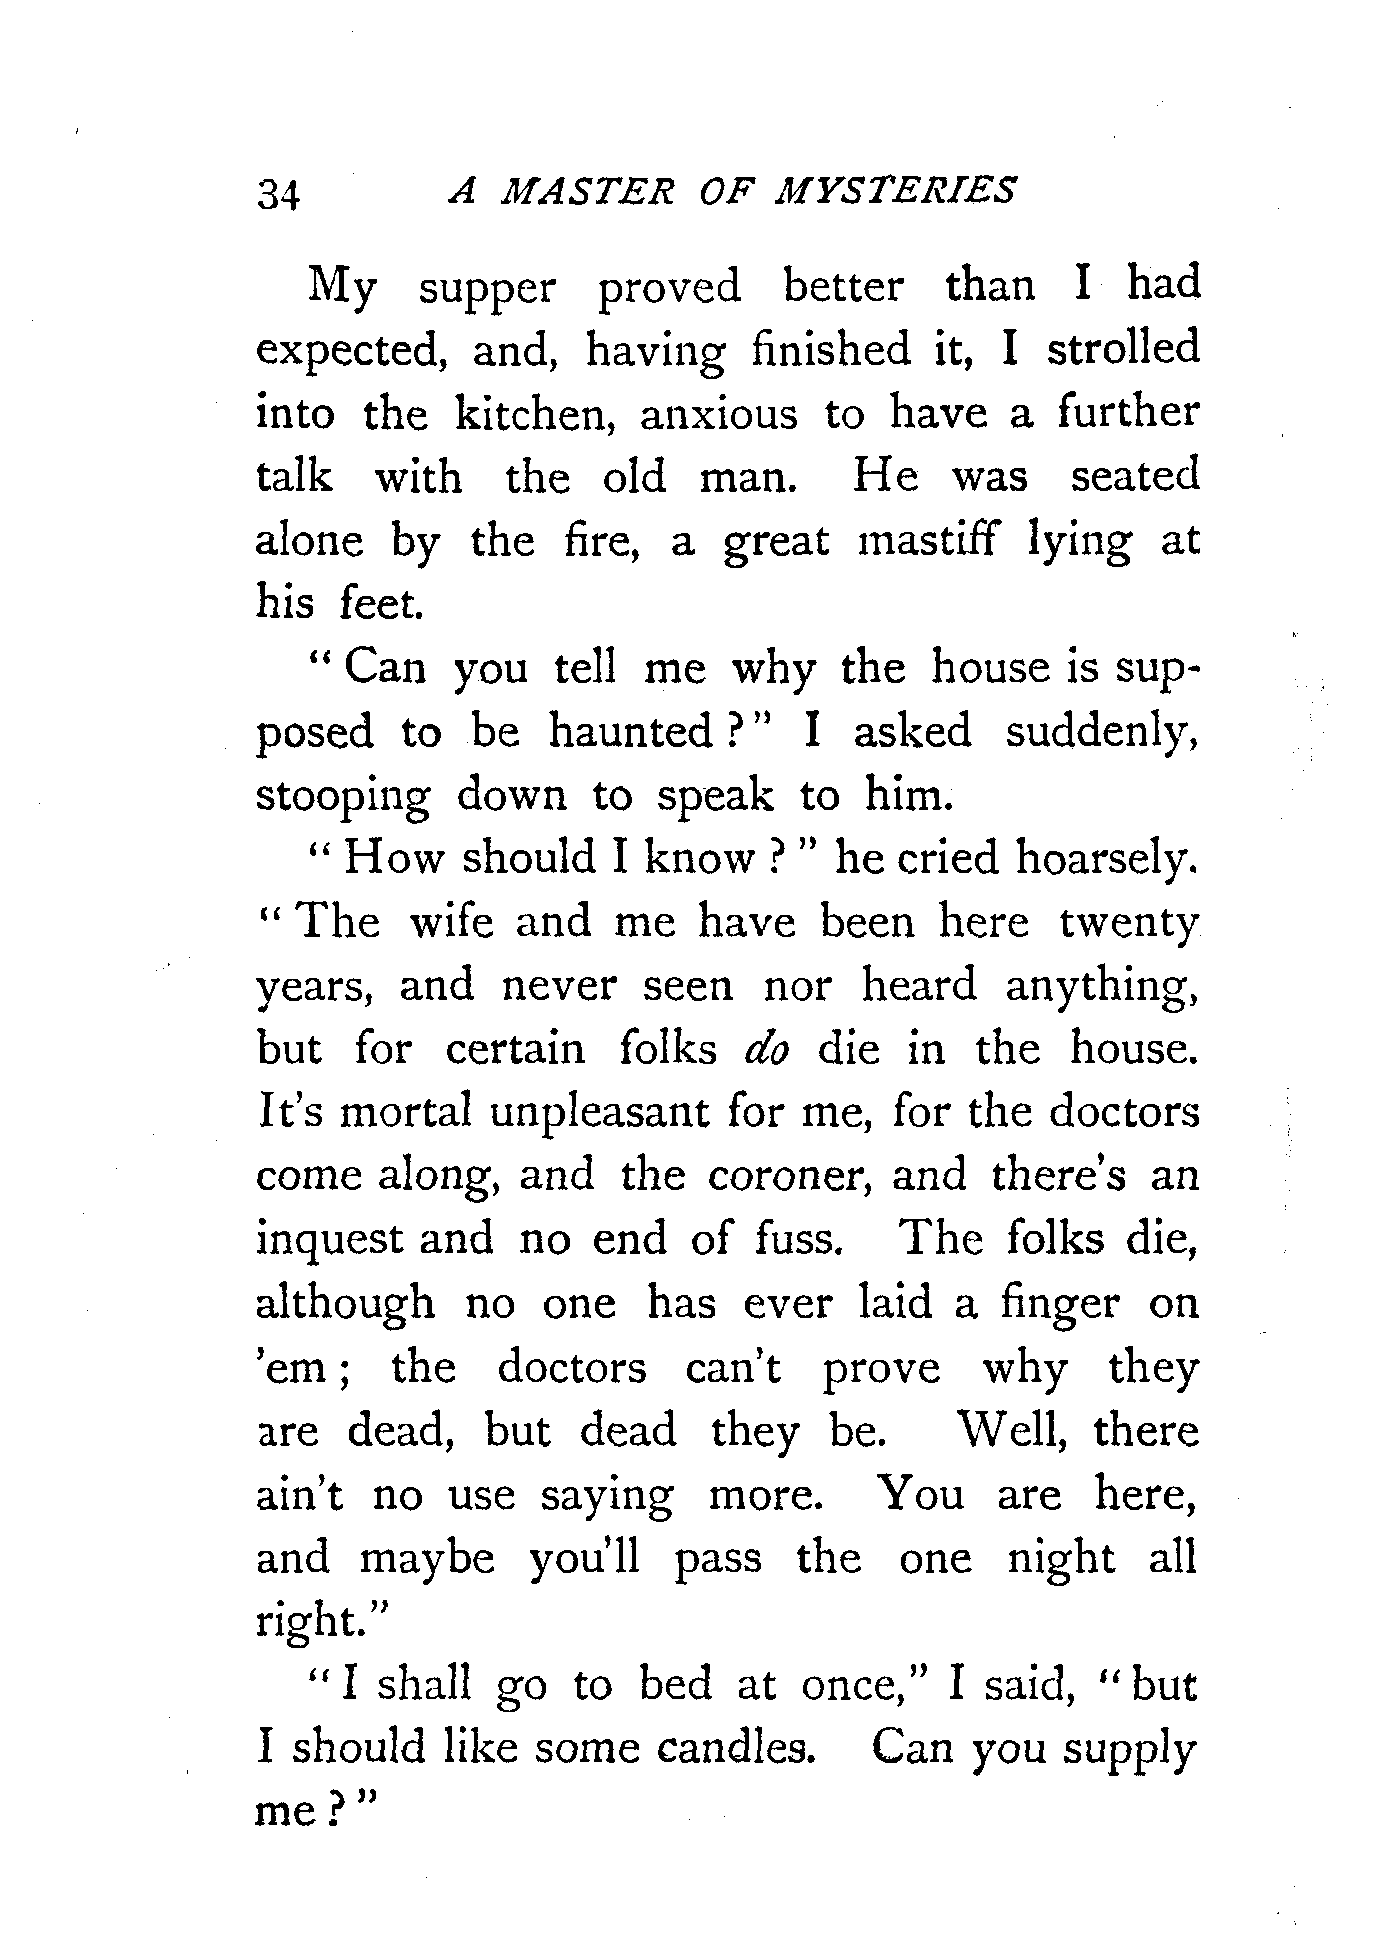 34 A MASTER OF MYSTERIES
My supper proved better than I had
expected, and, having finished it, I strolled
into the kitchen, anxious to have a further
talk with the old man. He was seated
alone by the fire, a great mastiff lying at
his feet.
“ Can you tell me why the house is sup-
posed to be haunted ? ” I asked suddenly,
stooping down to speak to him.
“ How should I know ? ” he cried hoarsely.
“ The wife and me have been here twenty
years, and never seen nor heard anything,
but for certain folks do die in the house.
It’s mortal unpleasant for me, for the doctors
come along, and the coroner, and there’s an
inquest and no end of fuss. The folks die,
although no one has ever laid a finger on
’em ; the doctors can’t prove why they
are dead, but dead they be. Well, there
ain’t no use saying more. You are here,
and maybe you’ll pass the one night all
right.”
“ I shall go to bed at once,” I said, “ but
I should like some candles. Can you supply
me ? ”